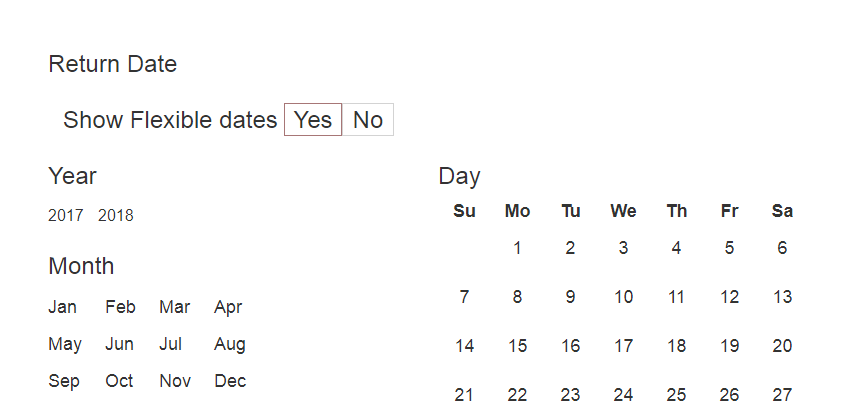 Return Date
Show Flexible dates Yes No
Year
2017 2018
Month
Jan Feb Mar Apr
May Jun Jul Aug
Sep Oct Nov Dec
Day
Su Mo Tu We Th Fr Sa
1 2 3 4 5 6
7 8 9 10 11 12 13
14 15 16 17 18 19 20
21 22 23 24 25 26 27